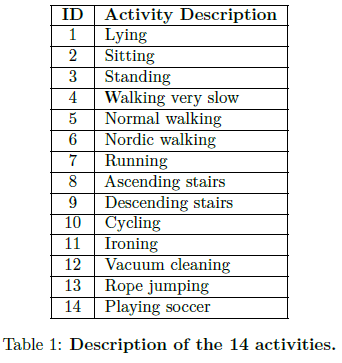 ID Activity Description
1 Lying
2 Sitting
3 Standing
4 Walking very slow
5 Normal walking
6 Nordic walking
7 Running
8 Ascending stairs
9 Descending stairs
10 Cycling
11 Ironing
12 Vacuum cleaning
13 Rope jumping
14 Playing soccer
Table 1: Description of the 14 activities.